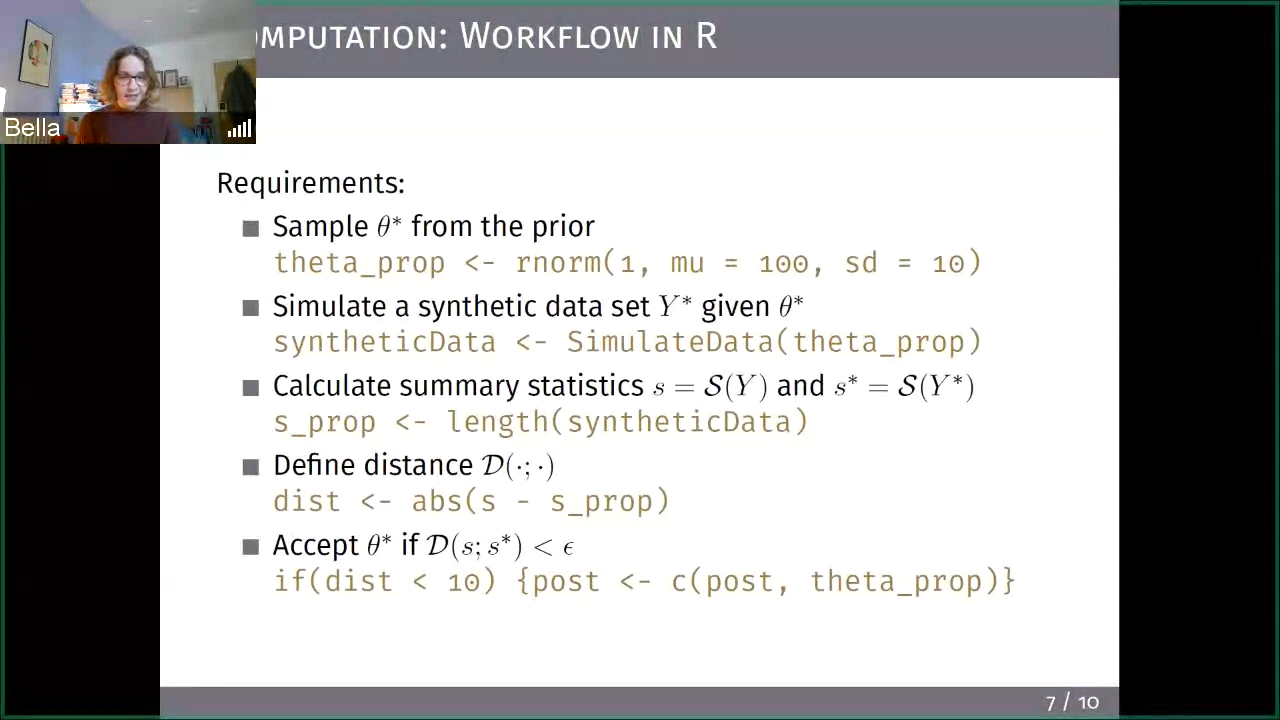 OMPUTATION: WORKFLOW IN R
Bella
Requirements:
Sample θ* from the prior
theta_prop <- rnorm(1, mu = 100, sd = 10)
Simulate a synthetic data set Y* given θ*
syntheticData <- SimulateData(theta_prop)
Calculate summary statistics s = S(Y) and s* = S(Y*)
s_prop <- length(syntheticData)
Define distance D(·; ·)
dist <- abs(s - s_prop)
Accept θ* if D(s; s*) < ϵ
if(dist < 10) {post <- c(post, theta_prop)}
7 / 10